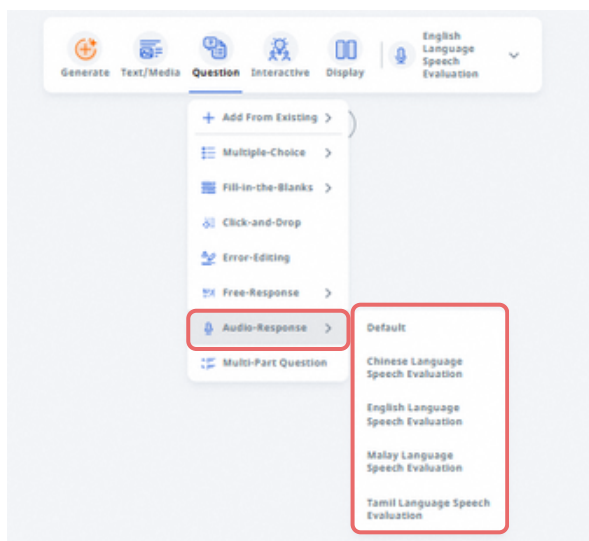 Generate Text/Media Question Interactive Display
English
Language
Speech
Evaluation
Add From Existing
Multiple-Choice
Fill-in-the-Blanks
Click-and-Drop
Error-Editing
Free-Response
Audio-Response
Multi-Part Question
Default
Chinese Language
Speech Evaluation
English Language
Speech Evaluation
Malay Language
Speech Evaluation
Tamil Language Speech
Evaluation